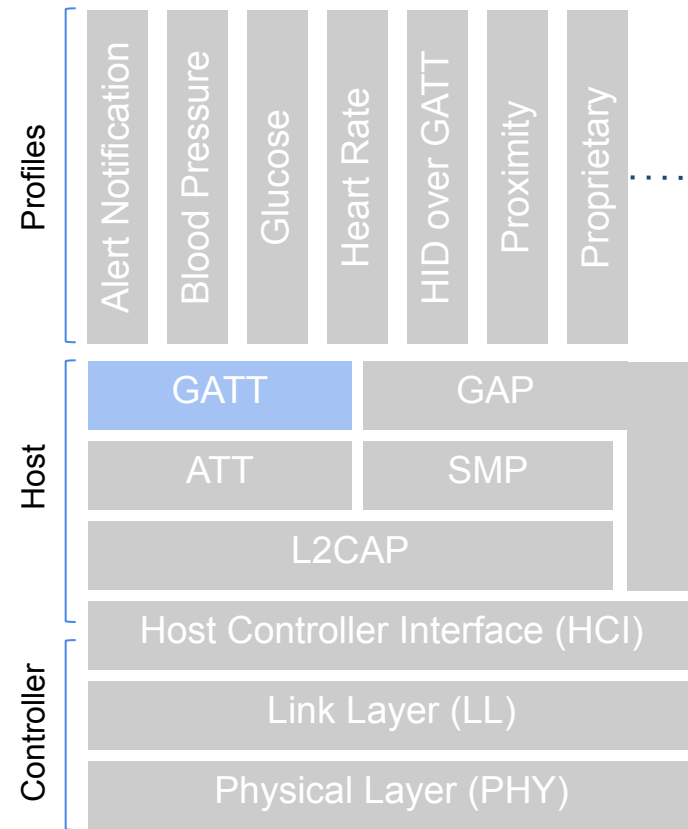 Profiles
Alert Notification
Blood Pressure
Glucose
Heart Rate
HID over GATT
Proximity
Proprietary
.....
Host
GATT
GAP
ATT
SMP
L2CAP
Host Controller Interface (HCI)
Controller
Link Layer (LL)
Physical Layer (PHY)